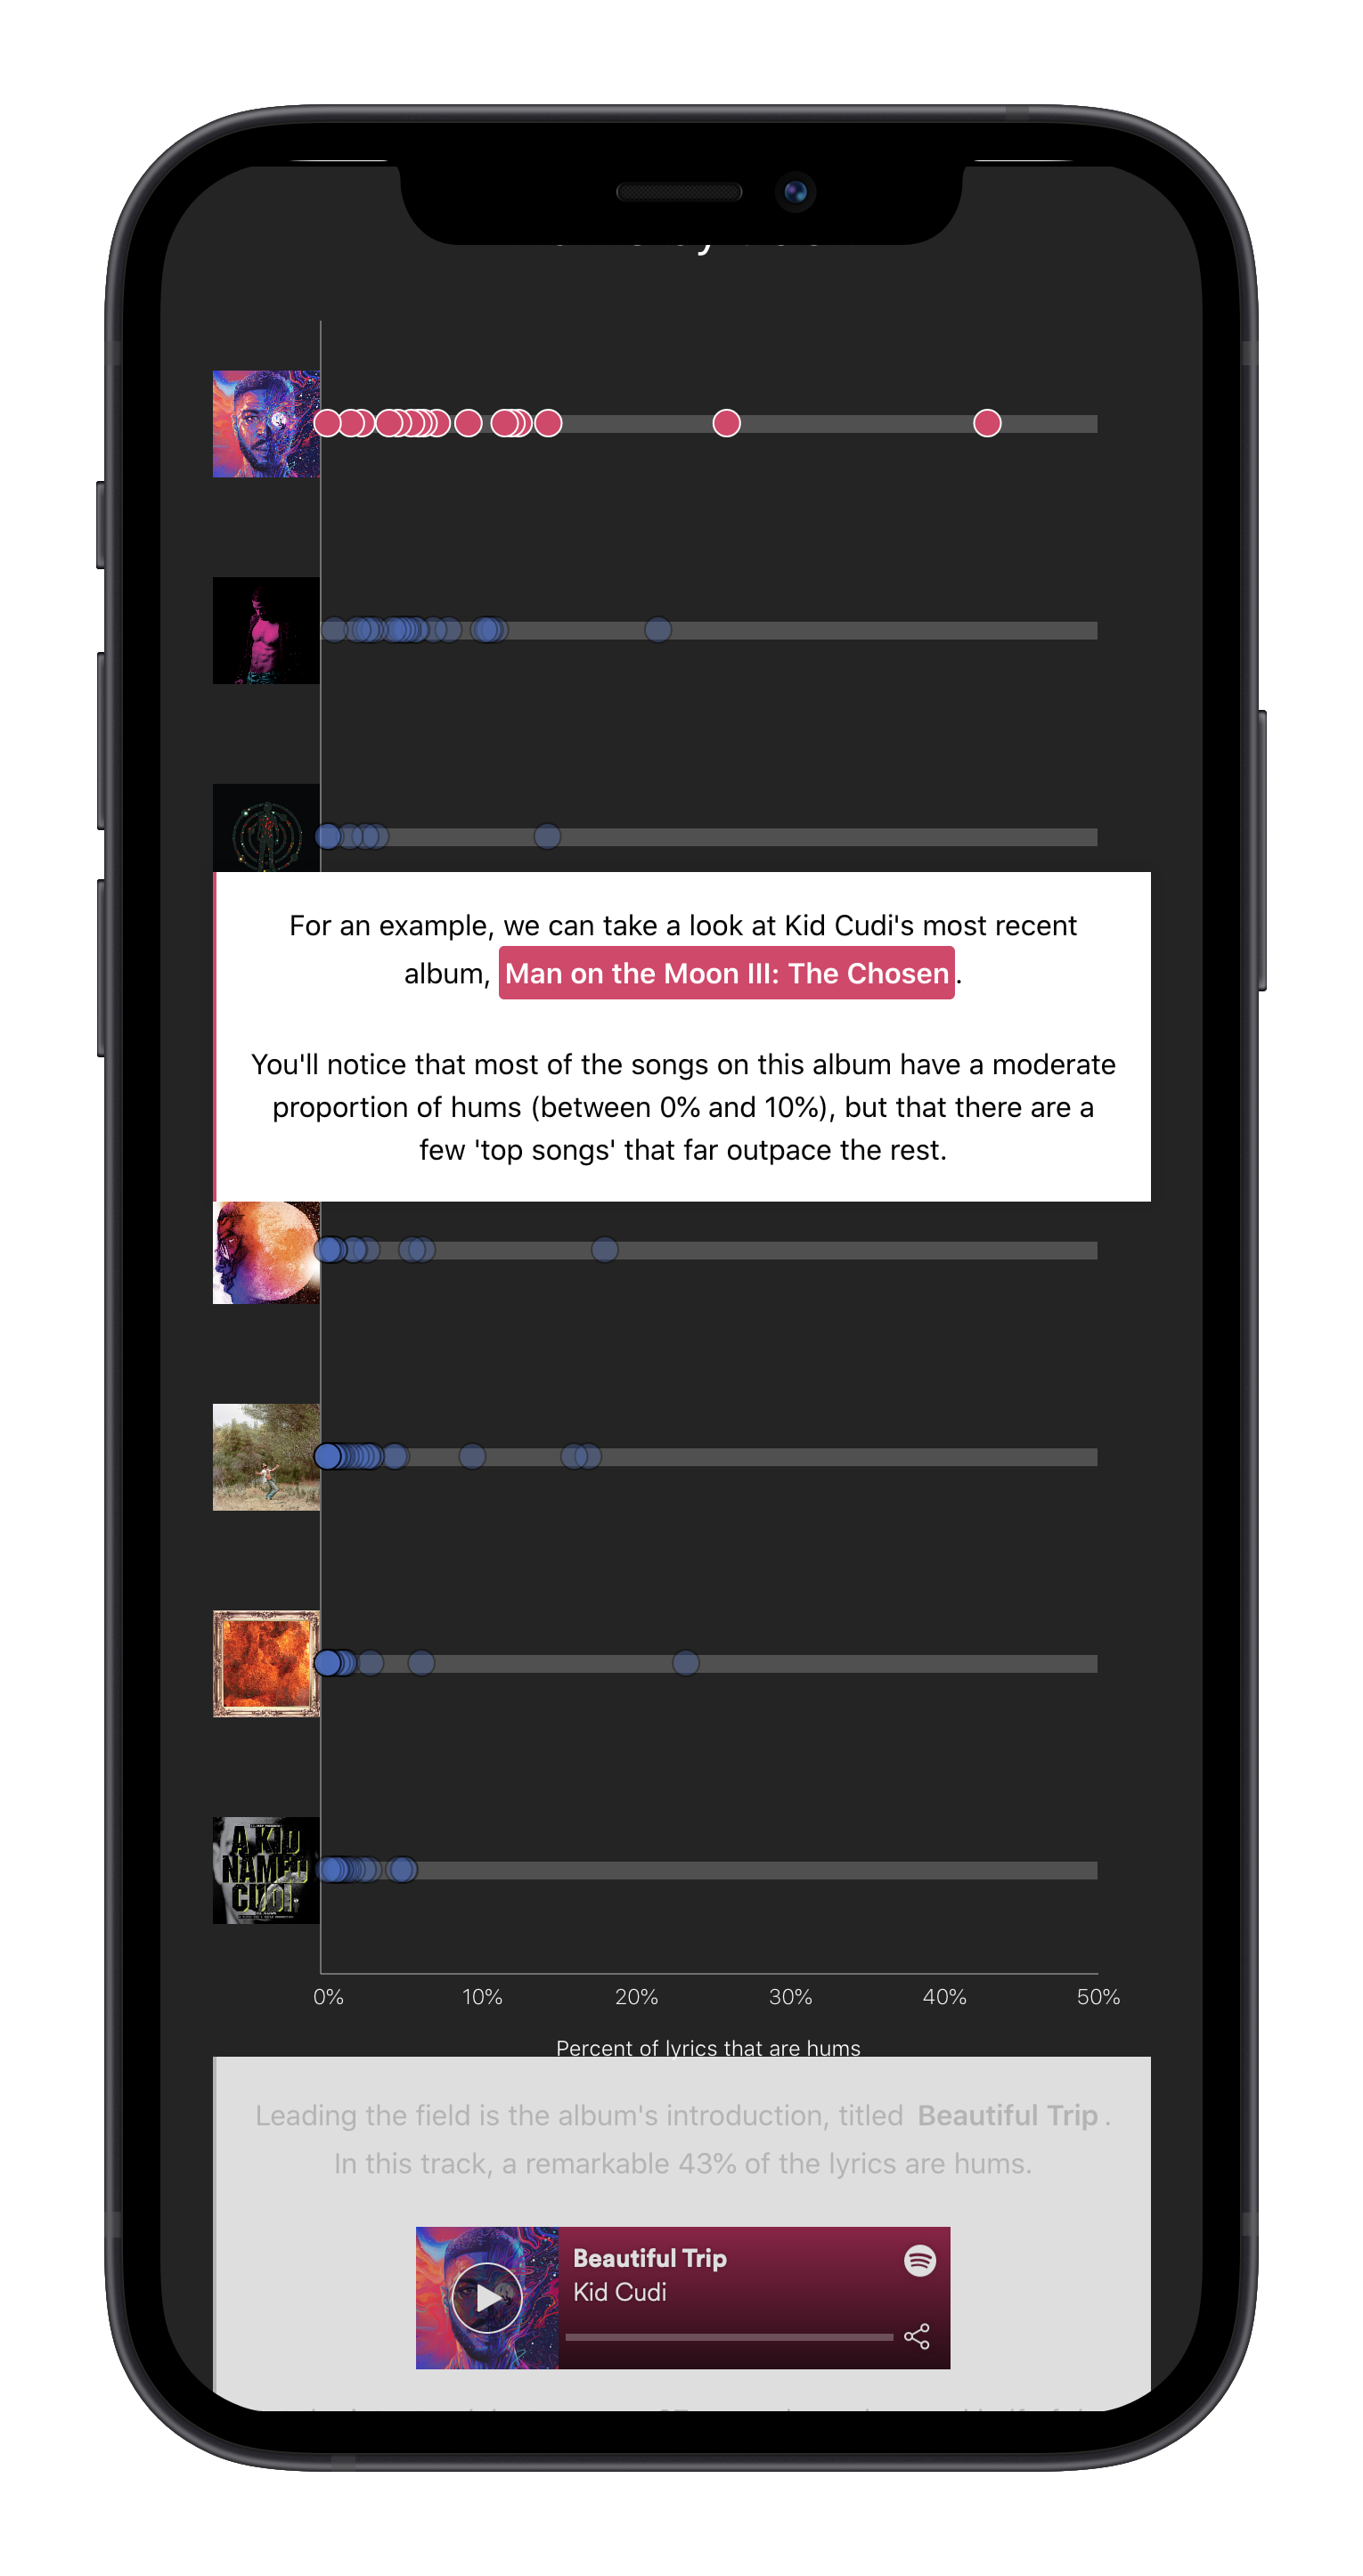 For an example, we can take a look at Kid Cudi's most recent
album, Man on the Moon III: The Chosen.
You'll notice that most of the songs on this album have a moderate
proportion of hums (between 0% and 10%), but that there are a
few 'top songs' that far outpace the rest.
A KID
NAMED
CUDI
0% 10% 20% 30% 40% 50%
Percent of lyrics that are hums
Leading the field is the album's introduction, titled Beautiful Trip.
In this track, a remarkable 43% of the lyrics are hums.
Beautiful Trip
Kid Cudi